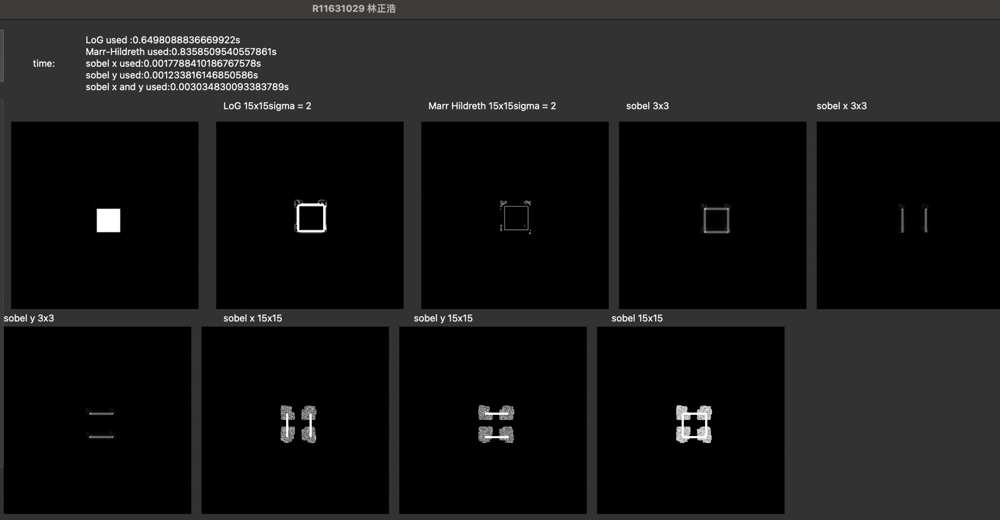 R11631029 林正浩
time:
LoG used :0.6498088836669922s
Marr-Hildreth used:0.8358509540557861s
sobel x used:0.0017788410186767578s
sobel y used:0.001233816146850586s
sobel x and y used:0.003034830093383789s
LoG 15x15sigma = 2
Marr Hildreth 15x15sigma = 2
sobel 3x3
sobel x 3x3
sobel y 3x3
sobel x 15x15
sobel y 15x15
sobel 15x15